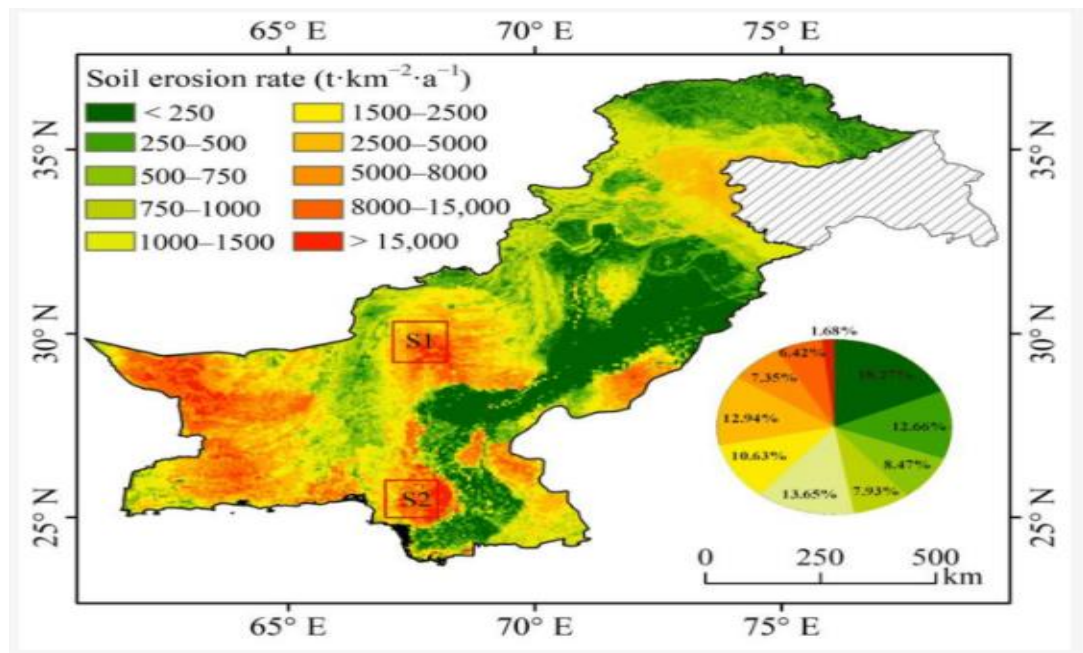 65° E 70° E 75° E
Soil erosion rate (t·km⁻²·a⁻¹)
< 250
250–500
500–750
750–1000
1000–1500
1500–2500
2500–5000
5000–8000
8000–15,000
> 15,000
35° N
30° N
25° N
35° N
30° N
25° N
S1
S2
1.68%
6.42%
7.35%
12.94%
10.63%
13.65%
7.93%
8.47%
12.66%
0 250 500
km
65° E 70° E 75° E